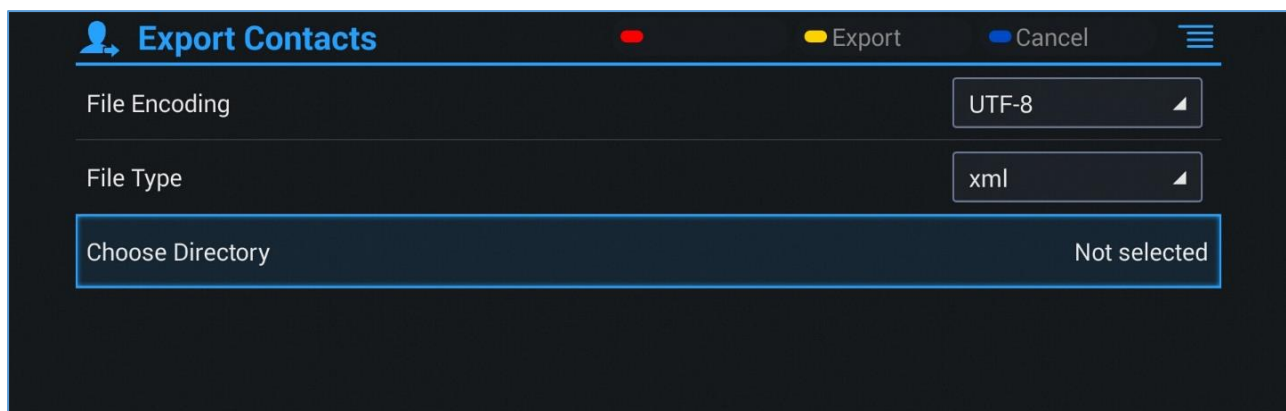 Export Contacts Export Cancel
File Encoding UTF-8
File Type xml
Choose Directory Not selected